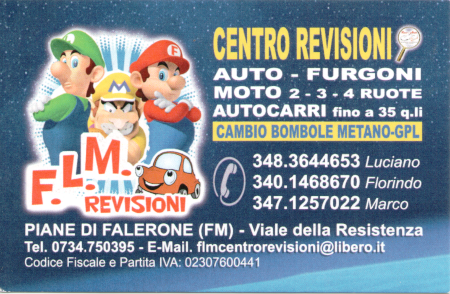 CENTRO REVISIONI
AUTO - FURGONI
MOTO 2 - 3 - 4 RUOTE
AUTOCARRI fino a 35 q.li
CAMBIO BOMBOLE METANO-GPL
F
F.L.M.
REVISIONI
348.3644653 Luciano
340.1468670 Florindo
347.1257022 Marco
PIANE DI FALERONE (FM) - Viale della Resistenza
Tel. 0734.750395 - E-Mail. flmcentrorevisioni@libero.it
Codice Fiscale e Partita IVA: 02307600441